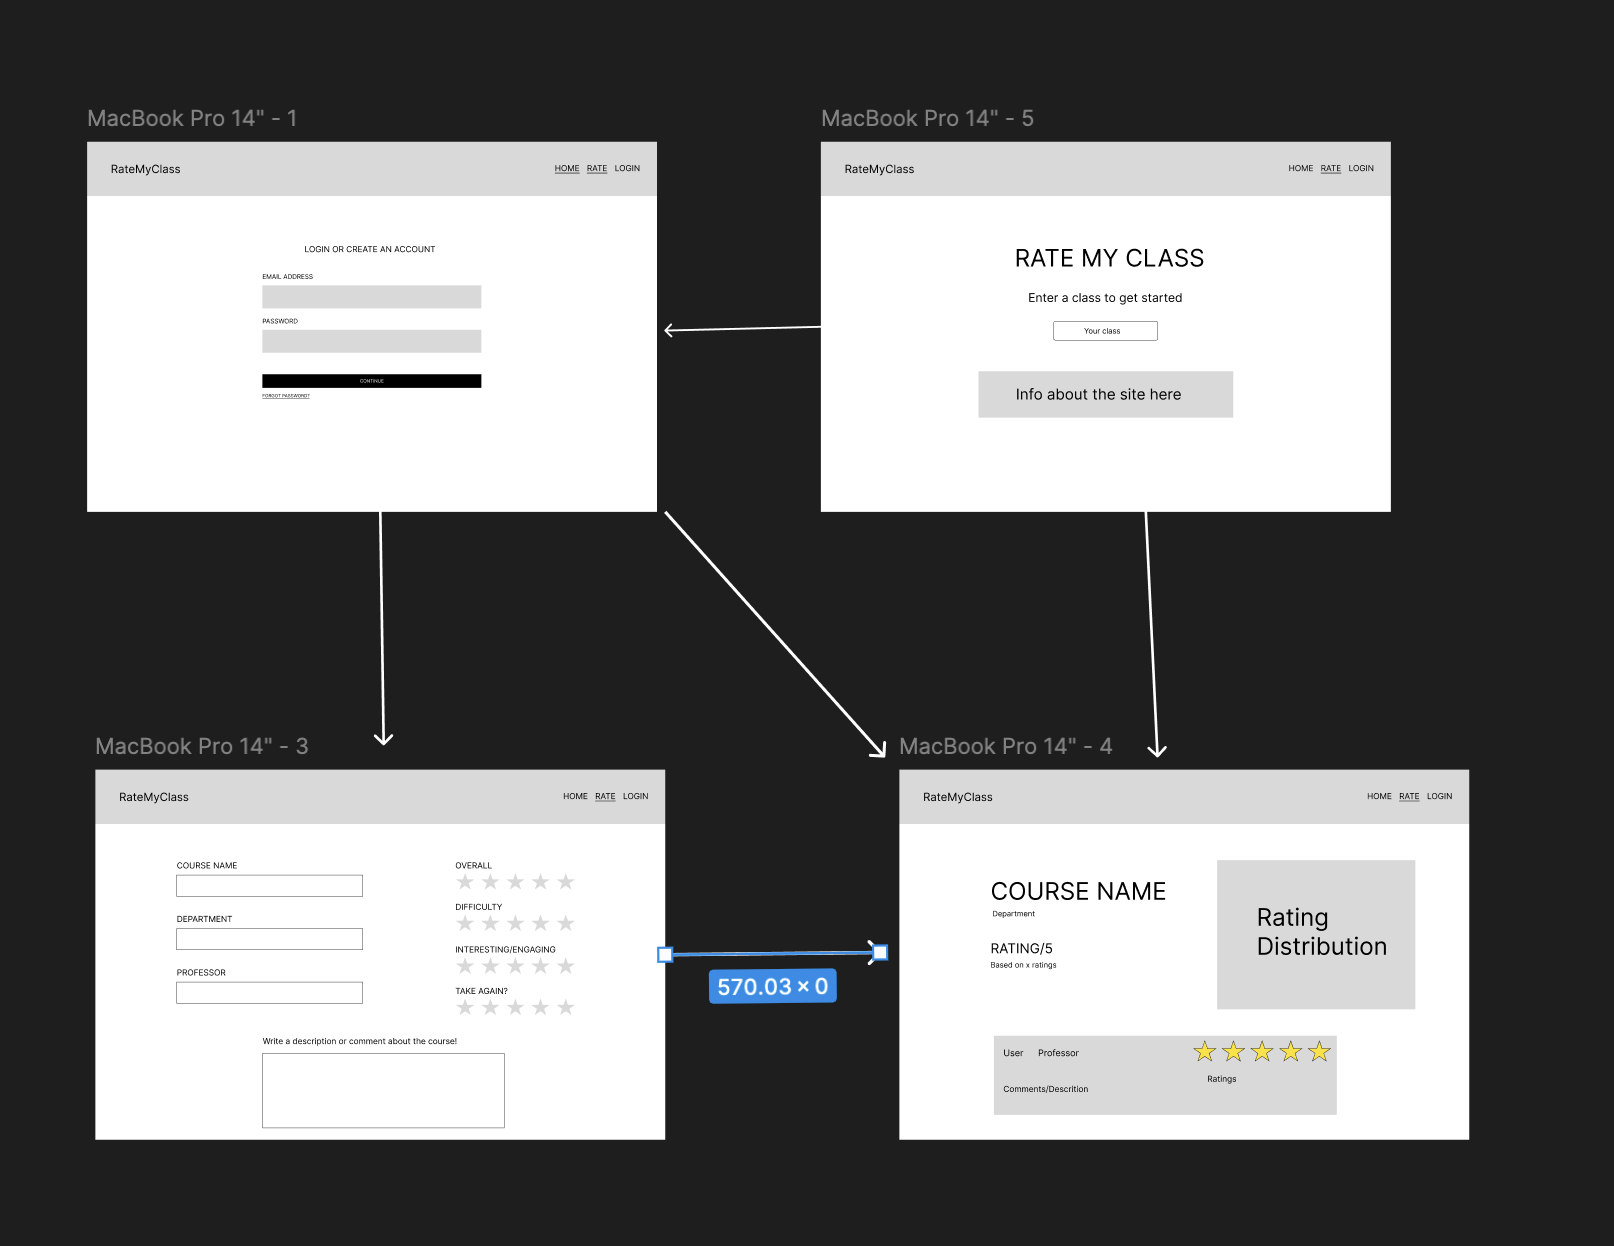 MacBook Pro 14" - 1
RateMyClass
HOME RATE LOGIN
LOGIN OR CREATE AN ACCOUNT
EMAIL ADDRESS
PASSWORD
CONTINUE
FORGOT PASSWORD?
MacBook Pro 14" - 5
RateMyClass
HOME RATE LOGIN
RATE MY CLASS
Enter a class to get started
Your class
Info about the site here
MacBook Pro 14" - 3
RateMyClass
HOME RATE LOGIN
COURSE NAME
DEPARTMENT
PROFESSOR
OVERALL
DIFFICULTY
INTERESTING/ENGAGING
TAKE AGAIN?
Write a description or comment about the course!
570.03 × 0
MacBook Pro 14" - 4
RateMyClass
HOME RATE LOGIN
COURSE NAME
Department
RATING/5
Based on x ratings
Rating
Distribution
User Professor
Ratings
Comments/Descrition